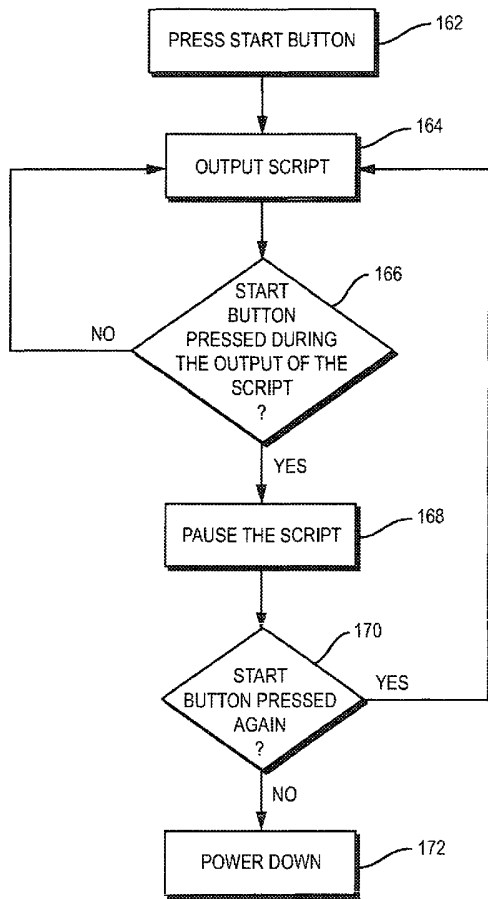 PRESS START BUTTON
162
164
OUTPUT SCRIPT
166
START
BUTTON
PRESSED DURING
THE OUTPUT OF THE
SCRIPT
?
NO
YES
PAUSE THE SCRIPT
168
170
START
BUTTON PRESSED
AGAIN
?
YES
NO
POWER DOWN
172